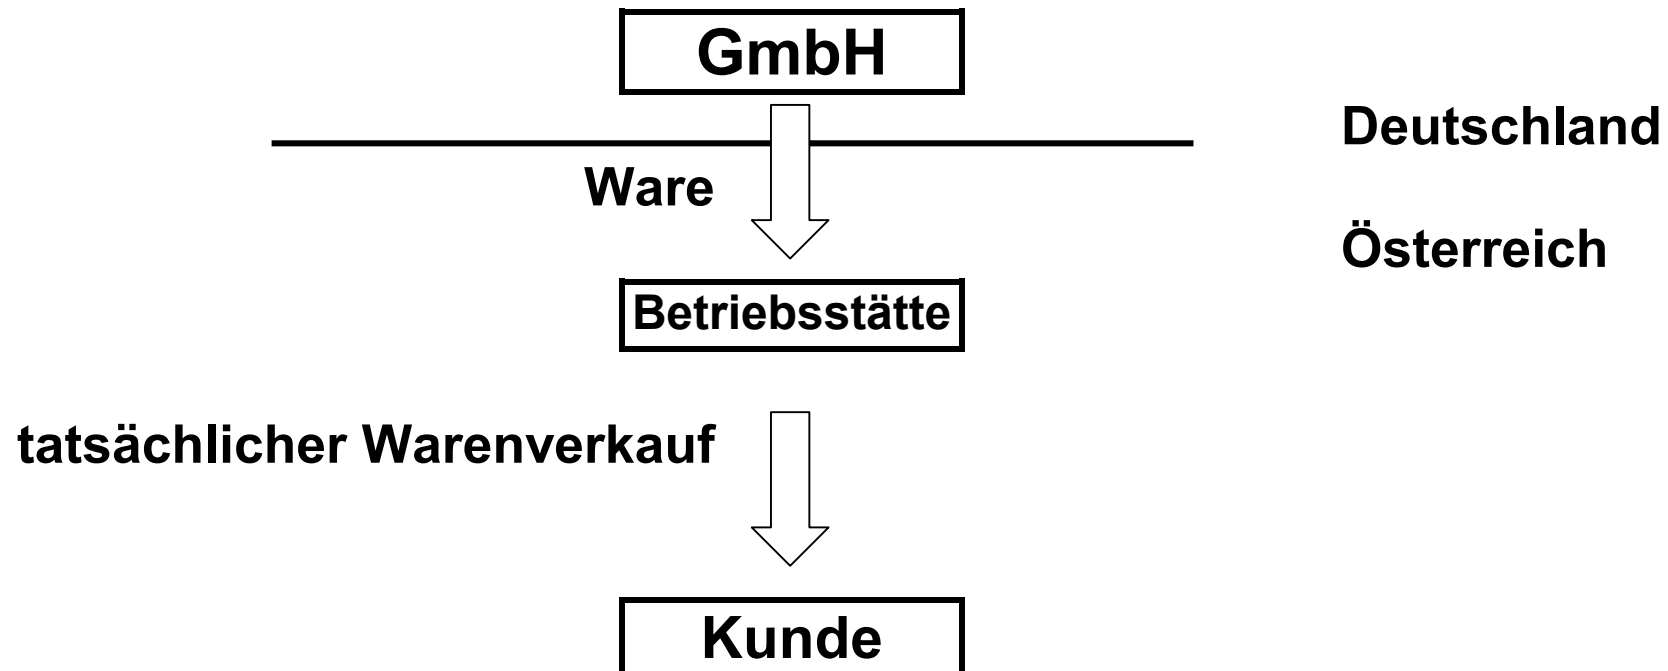 GmbH
Deutschland
Ware
Österreich
Betriebsstätte
tatsächlicher Warenverkauf
Kunde